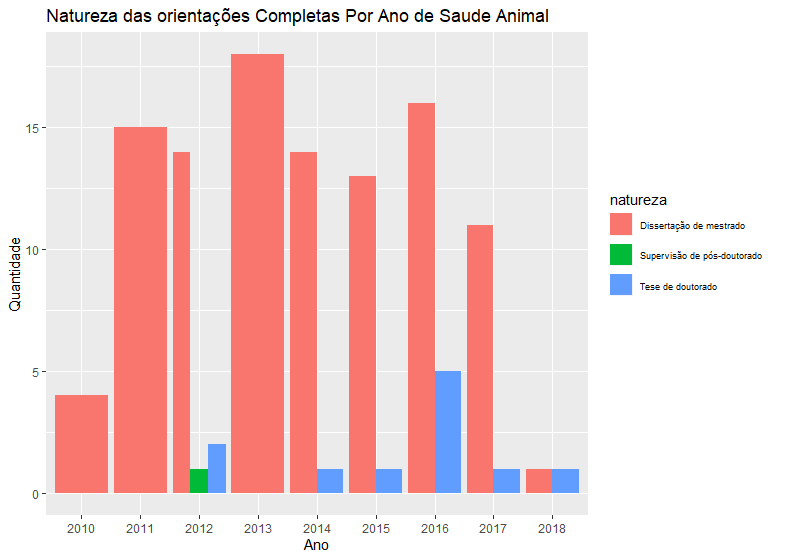 Natureza das orientações Completas Por Ano de Saude Animal
Quantidade
15
10
5
0
2010 2011 2012 2013 2014 2015 2016 2017 2018
Ano
natureza
Dissertação de mestrado
Supervisão de pós-doutorado
Tese de doutorado